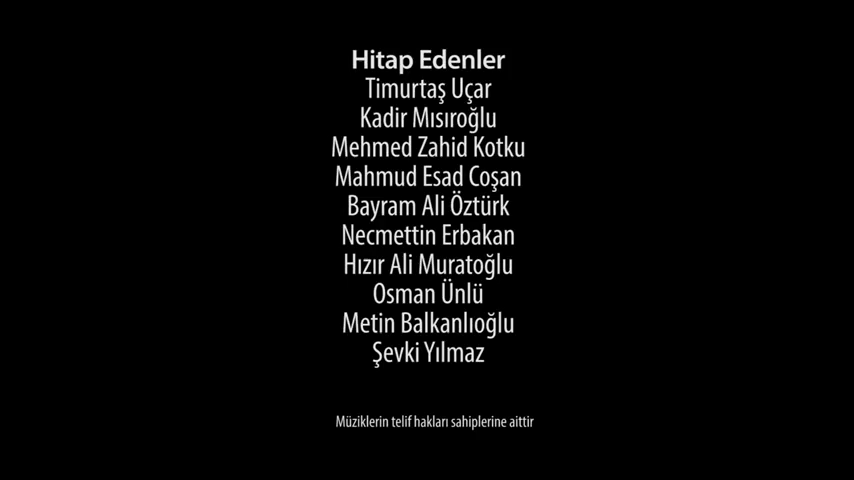 Hitap Edenler
Timurtaş Uçar
Kadir Mısıroğlu
Mehmed Zahid Kotku
Mahmud Esad Coşan
Bayram Ali Öztürk
Necmettin Erbakan
Hızır Ali Muratoğlu
Osman Ünlü
Metin Balkanlıoğlu
Şevki Yılmaz
Müziklerin telif hakları sahiplerine aittir